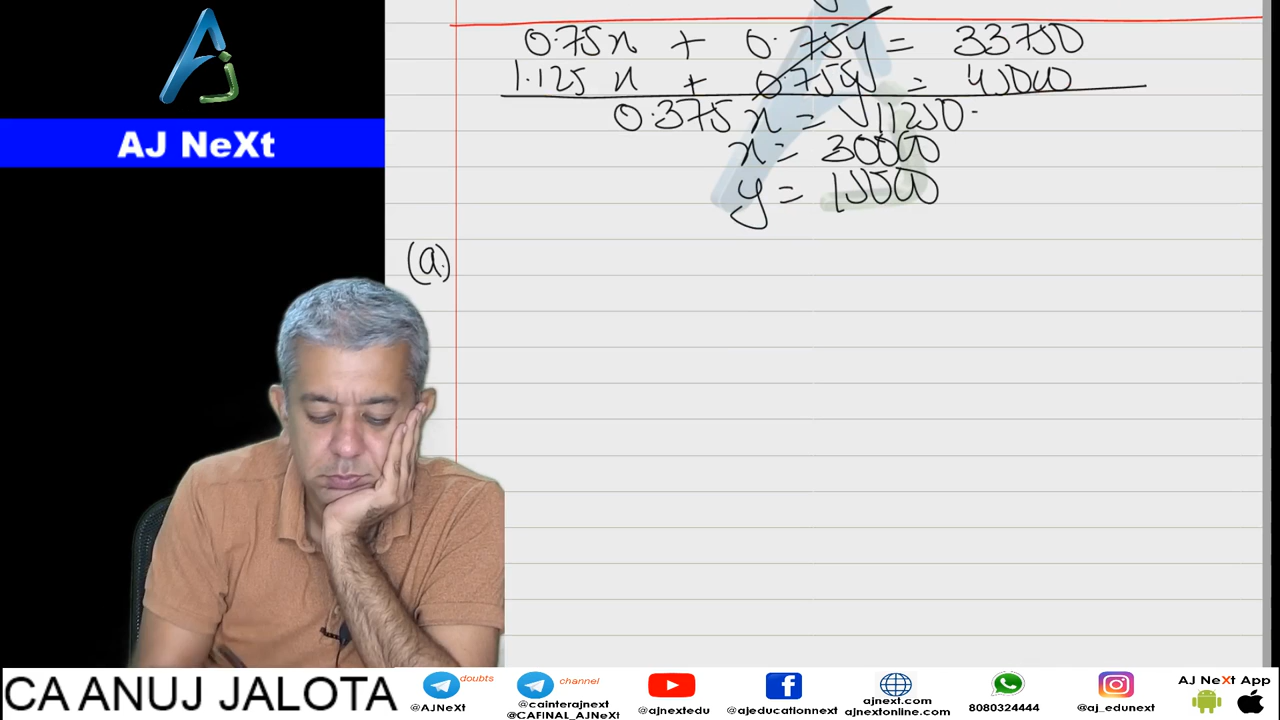 0.75x + 0.75y = 33750
1.125x + 0.75y = 45000
0.375x = 11250
x = 30000
y = 15000
(a)
AJ NeXt
CA ANUJ JALOTA
doubts
@AJNeXt
channel
@cainterajnext
@CAFINAL_AJNeXt
@ajnextedu
@ajeducationnext
ajnext.com
ajnextonline.com
8080324444
@aj_edunext
AJ NeXt App